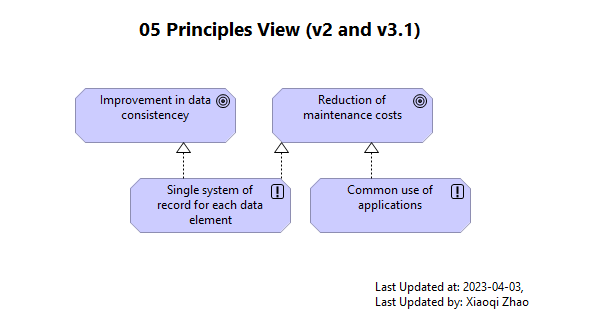 05 Principles View (v2 and v3.1)
Improvement in data
consistencey
Reduction of
maintenance costs
Single system of
record for each data
element
Common use of
applications
Last Updated at: 2023-04-03,
Last Updated by: Xiaoqi Zhao